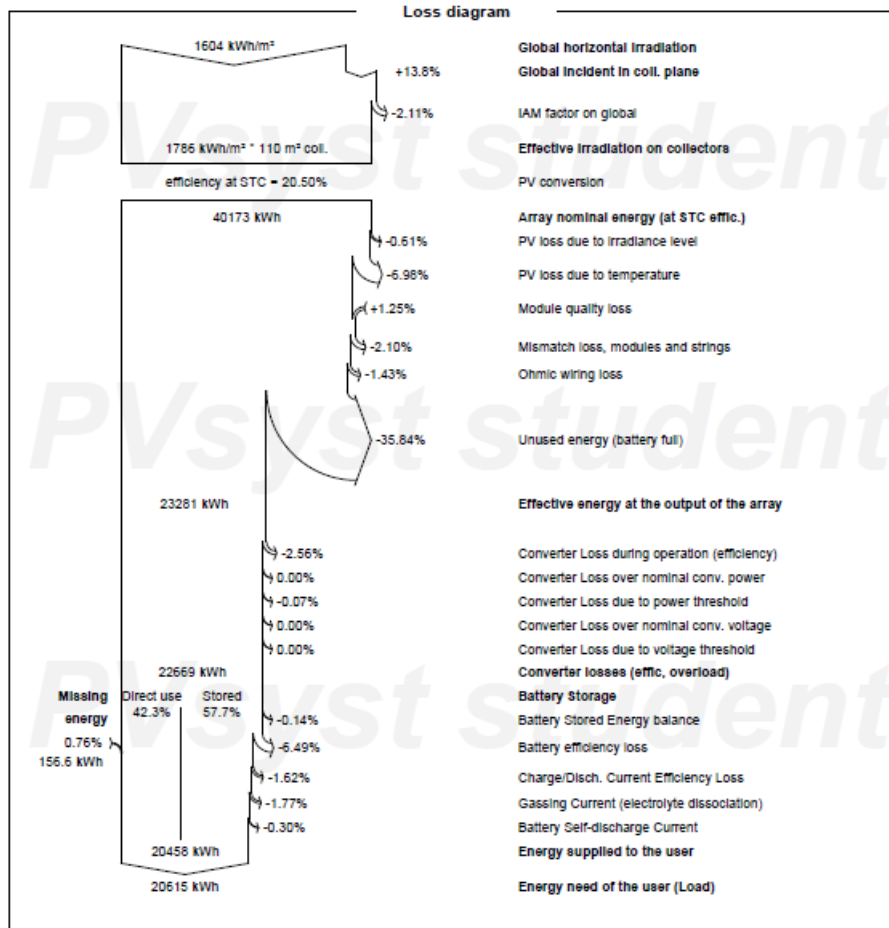 Loss diagram
1604 kWh/m² Global horizontal irradiation
+13.8% Global incident in coll. plane
-2.11% IAM factor on global
1786 kWh/m² * 110 m² coll. Effective irradiation on collectors
efficiency at STC = 20.50% PV conversion
40173 kWh Array nominal energy (at STC effic.)
-0.61% PV loss due to irradiance level
-6.98% PV loss due to temperature
+1.25% Module quality loss
-2.10% Mismatch loss, modules and strings
-1.43% Ohmic wiring loss
-35.84% Unused energy (battery full)
23281 kWh Effective energy at the output of the array
-2.56% Converter Loss during operation (efficiency)
0.00% Converter Loss over nominal conv. power
-0.07% Converter Loss due to power threshold
0.00% Converter Loss over nominal conv. voltage
0.00% Converter Loss due to voltage threshold
22669 kWh Converter losses (effic, overload)
Missing Direct use Stored Battery Storage
energy 42.3% 57.7% -0.14% Battery Stored Energy balance
0.76% -6.49% Battery efficiency loss
156.6 kWh
-1.62% Charge/Disch. Current Efficiency Loss
-1.77% Gassing Current (electrolyte dissociation)
-0.30% Battery Self-discharge Current
20458 kWh Energy supplied to the user
20615 kWh Energy need of the user (Load)
PVsyst student
PVsyst student
PVsyst student